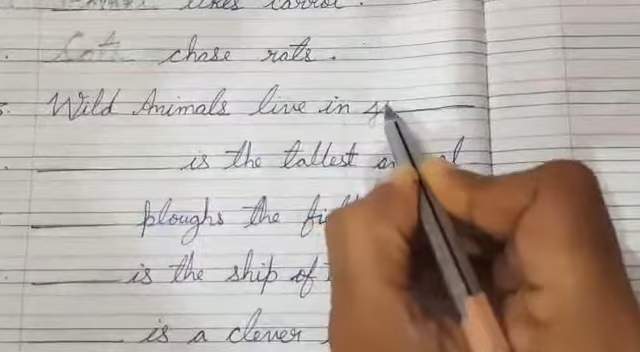 likes carrot.
Cats chase rats.
Wild Animals live in
is the tallest
ploughs the
is the ship of
is a clever